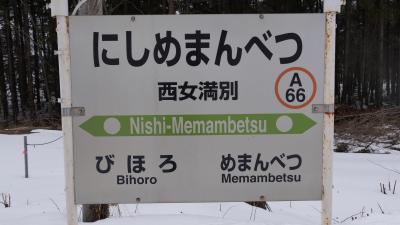 にしめまんべつ
西女満別
A
66
Nishi-Memambetsu
びほろ めまんべつ
Bihoro Memambetsu